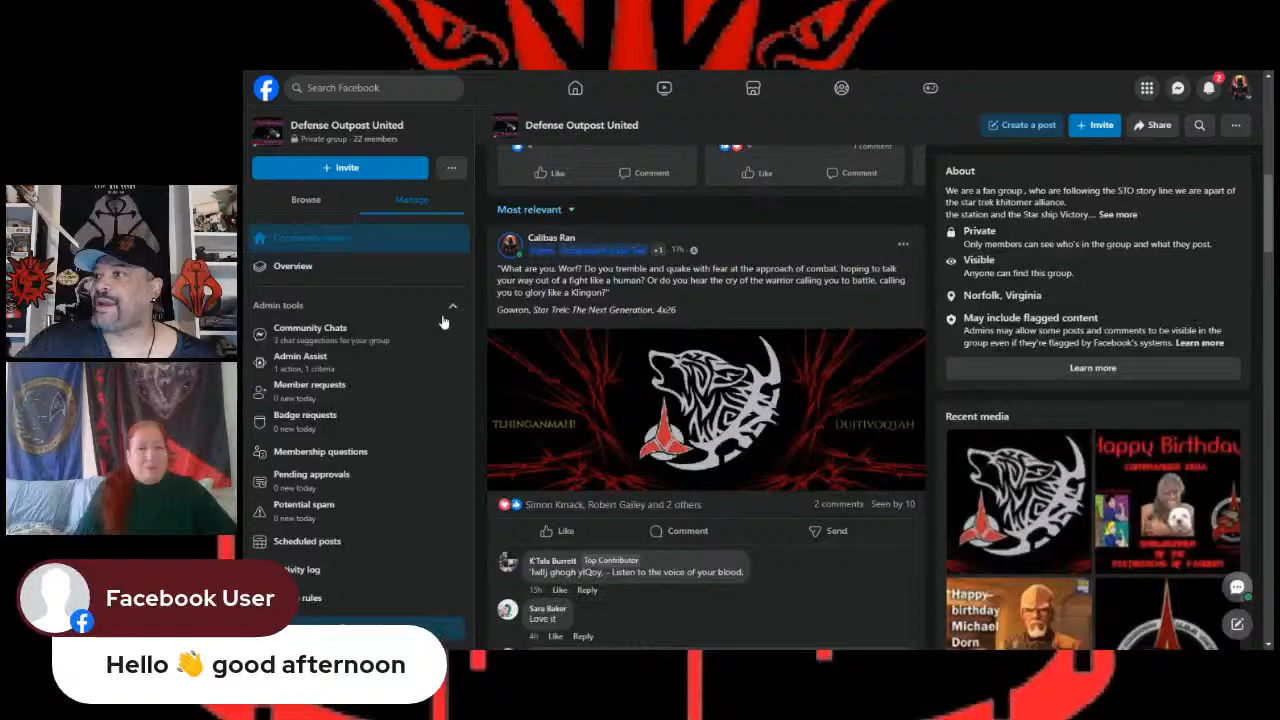 Search Facebook
2
Defense Outpost United
Private group · 22 members
+ Invite
Browse
Manage
Overview
Admin tools
Community Chats
3 chat suggestions for your group
Admin Assist
1 action, 1 criteria
Member requests
0 new today
Badge requests
0 new today
Membership questions
Pending approvals
0 new today
Potential spam
0 new today
Scheduled posts
vity log
rules
Defense Outpost United
Create a post
+ Invite
Share
4
1 comment
Like
Comment
Like
Comment
Most relevant
Calibas Ran
+1 17h
"What are you, Worf? Do you tremble and quake with fear at the approach of combat, hoping to talk
your way out of a fight like a human? Or do you hear the cry of the warrior calling you to battle, calling
you to glory like a Klingon?"
Gowron, Star Trek: The Next Generation, 4x26
TLHINGANMAH!
DUJTIVOQTAH
Simon Kmack, Robert Gailey and 2 others
2 comments Seen by 10
Like
Comment
Send
K'Tala Burrett Top Contributor
'Iwlij ghogh yIQoy. - Listen to the voice of your blood.
15h Like Reply
Sara Baker
Love it
4h Like Reply
About
We are a fan group , who are following the STO story line we are apart of
the star trek khitomer alliance.
the station and the Star ship Victory... See more
Private
Only members can see who's in the group and what they post.
Visible
Anyone can find this group.
Norfolk, Virginia
May include flagged content
Admins may allow some posts and comments to be visible in the
group even if they're flagged by Facebook's systems. Learn more
Learn more
Recent media
Happy Birthday
Happy
birthday
Michael
Dorn
Facebook User
Hello 👋 good afternoon